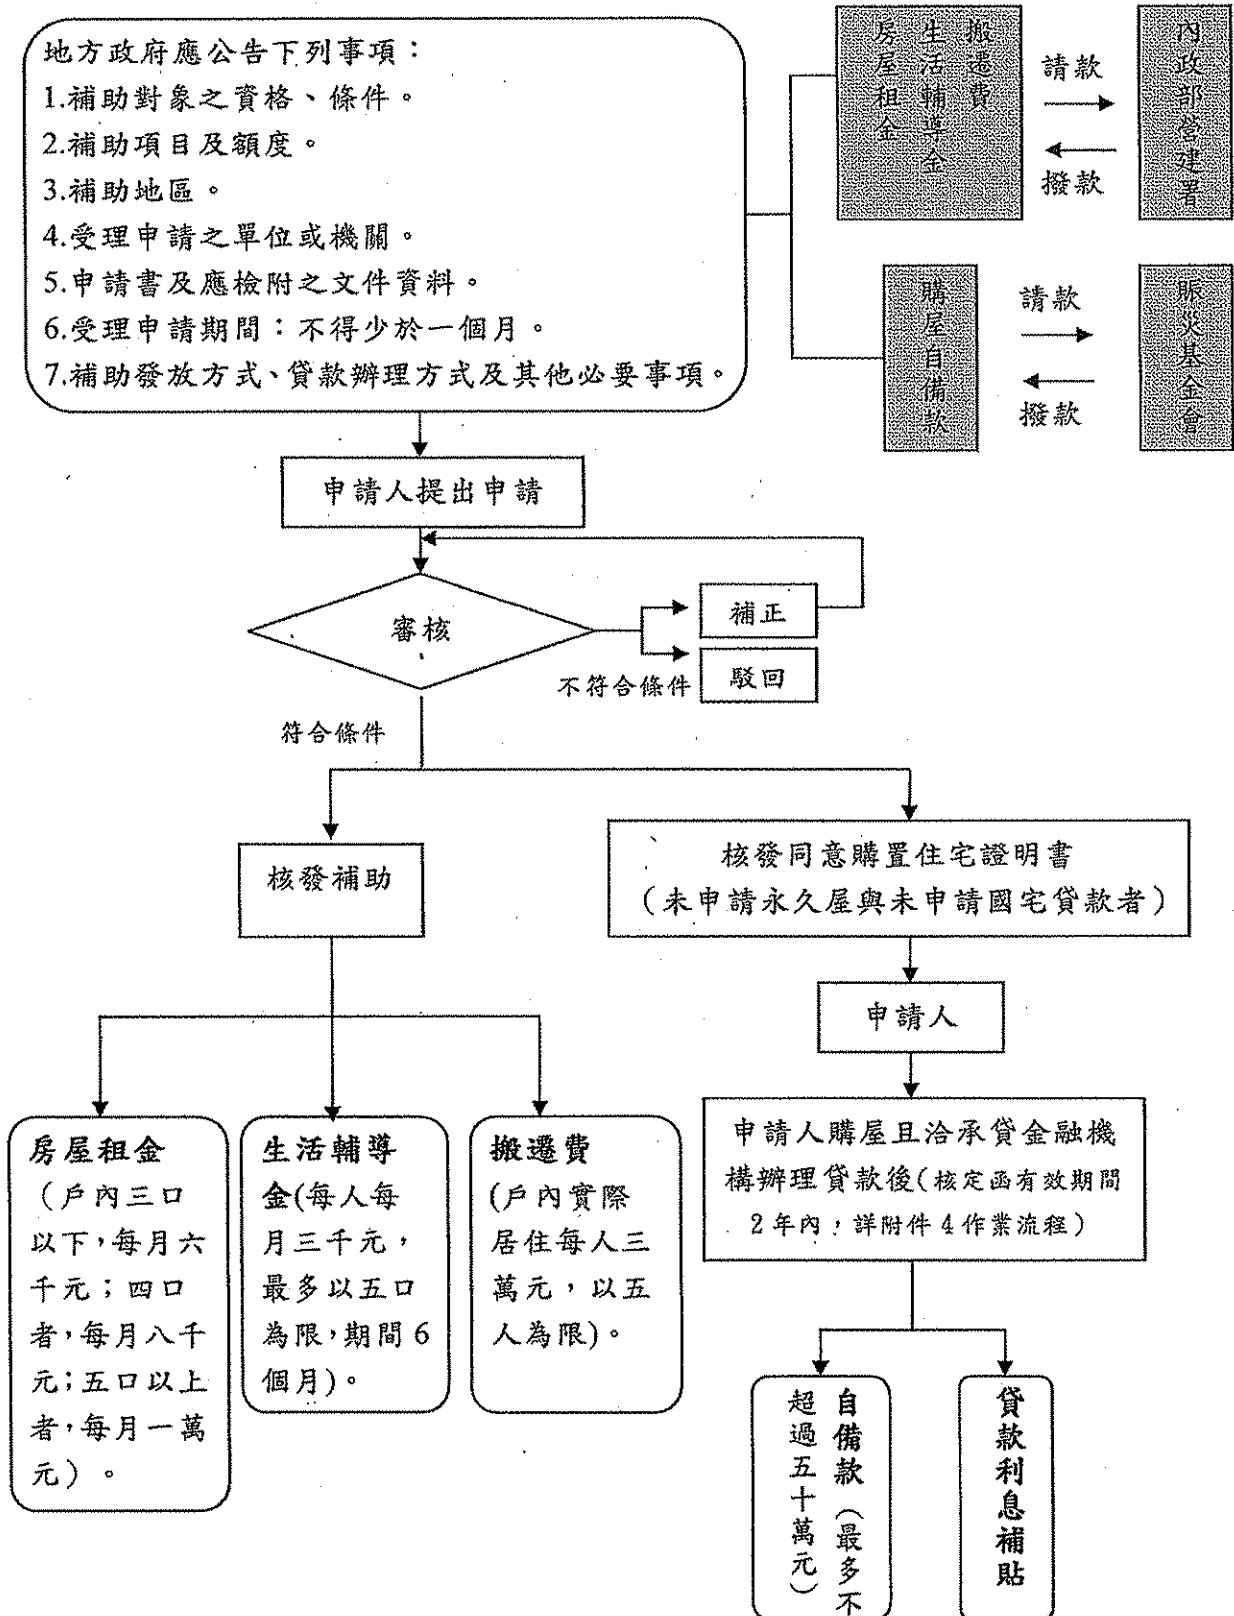 地方政府應公告下列事項：
1.補助對象之資格、條件。
2.補助項目及額度。
3.補助地區。
4.受理申請之單位或機關。
5.申請書及應檢附之文件資料。
6.受理申請期間：不得少於一個月。
7.補助發放方式、貸款辦理方式及其他必要事項。
搬遷費
生活輔導金
房屋租金
請款
撥款
內政部營建署
購屋自備款
請款
撥款
賑災基金會
申請人提出申請
審核
補正
不符合條件
駁回
符合條件
核發補助
核發同意購置住宅證明書
（未申請永久屋與未申請國宅貸款者）
申請人
房屋租金
（戶內三口
以下，每月六
千元；四口
者，每月八千
元；五口以上
者，每月一萬
元）。
生活輔導
金(每人每
月三千元，
最多以五口
為限，期間6
個月)。
搬遷費
(戶內實際
居住每人三
萬元，以五
人為限)。
申請人購屋且洽承貸金融機
構辦理貸款後(核定函有效期間
2年內，詳附件4作業流程)
自備款（最多不
超過五十萬元）
貸款利息補貼